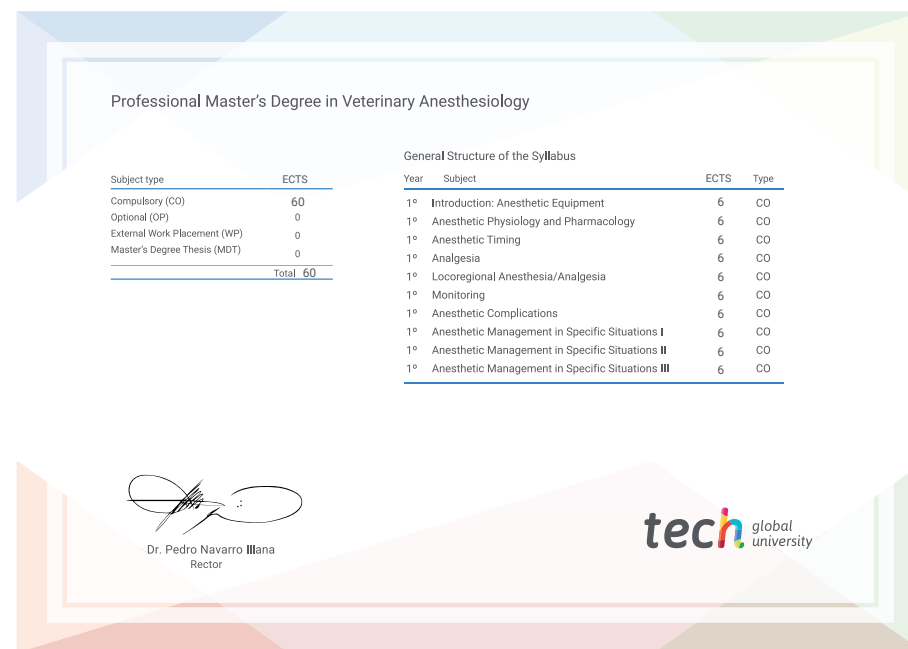 Professional Master's Degree in Veterinary Anesthesiology
Subject type ECTS
Compulsory (CO) 60
Optional (OP) 0
External Work Placement (WP) 0
Master's Degree Thesis (MDT) 0
Total 60
General Structure of the Syllabus
Year Subject ECTS Type
1º Introduction: Anesthetic Equipment 6 CO
1º Anesthetic Physiology and Pharmacology 6 CO
1º Anesthetic Timing 6 CO
1º Analgesia 6 CO
1º Locoregional Anesthesia/Analgesia 6 CO
1º Monitoring 6 CO
1º Anesthetic Complications 6 CO
1º Anesthetic Management in Specific Situations I 6 CO
1º Anesthetic Management in Specific Situations II 6 CO
1º Anesthetic Management in Specific Situations III 6 CO
Dr. Pedro Navarro Illana
Rector
tech global
university